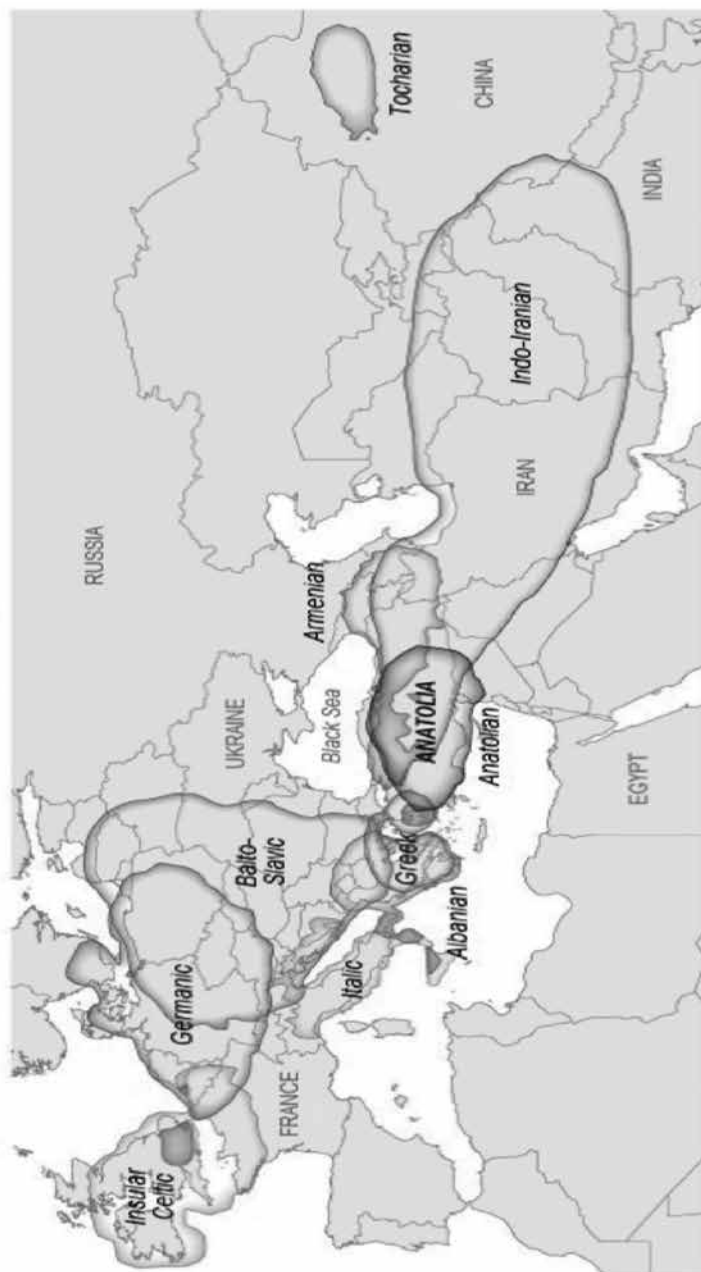 RUSSIA
Tocharian
CHINA
UKRAINE
Armenian
Black Sea
Balto-
Slavic
Germanic
Insular
Celtic
FRANCE
Italic
Albanian
Greek
ANATOLIA
Anatolian
IRAN
Indo-Iranian
INDIA
EGYPT